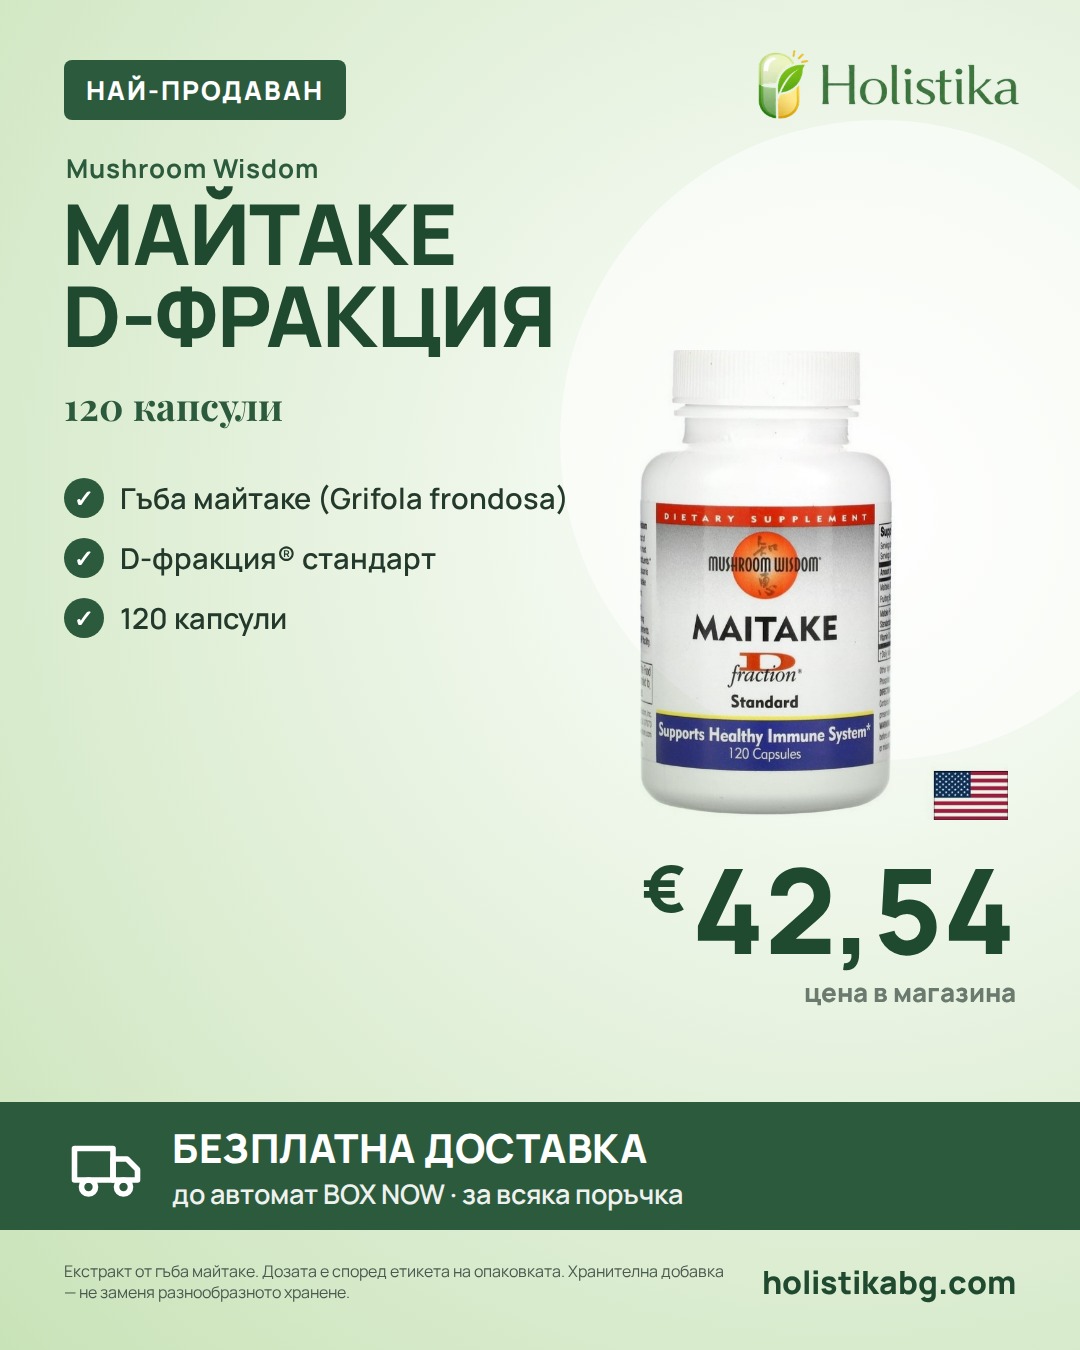 НАЙ-ПРОДАВАН
Holistika
Mushroom Wisdom
МАЙТАКЕ
D-ФРАКЦИЯ
120 капсули
✓ Гъба майтаке (Grifola frondosa)
✓ D-фракция® стандарт
✓ 120 капсули
DIETARY SUPPLEMENT
MUSHROOM WISDOM
MAITAKE
D
fraction®
Standard
Supports Healthy Immune System*
120 Capsules
€42,54
цена в магазина
БЕЗПЛАТНА ДОСТАВКА
до автомат BOX NOW · за всяка поръчка
Екстракт от гъба майтаке. Дозата е според етикета на опаковката. Хранителна добавка
— не заменя разнообразното хранене.
holistikabg.com